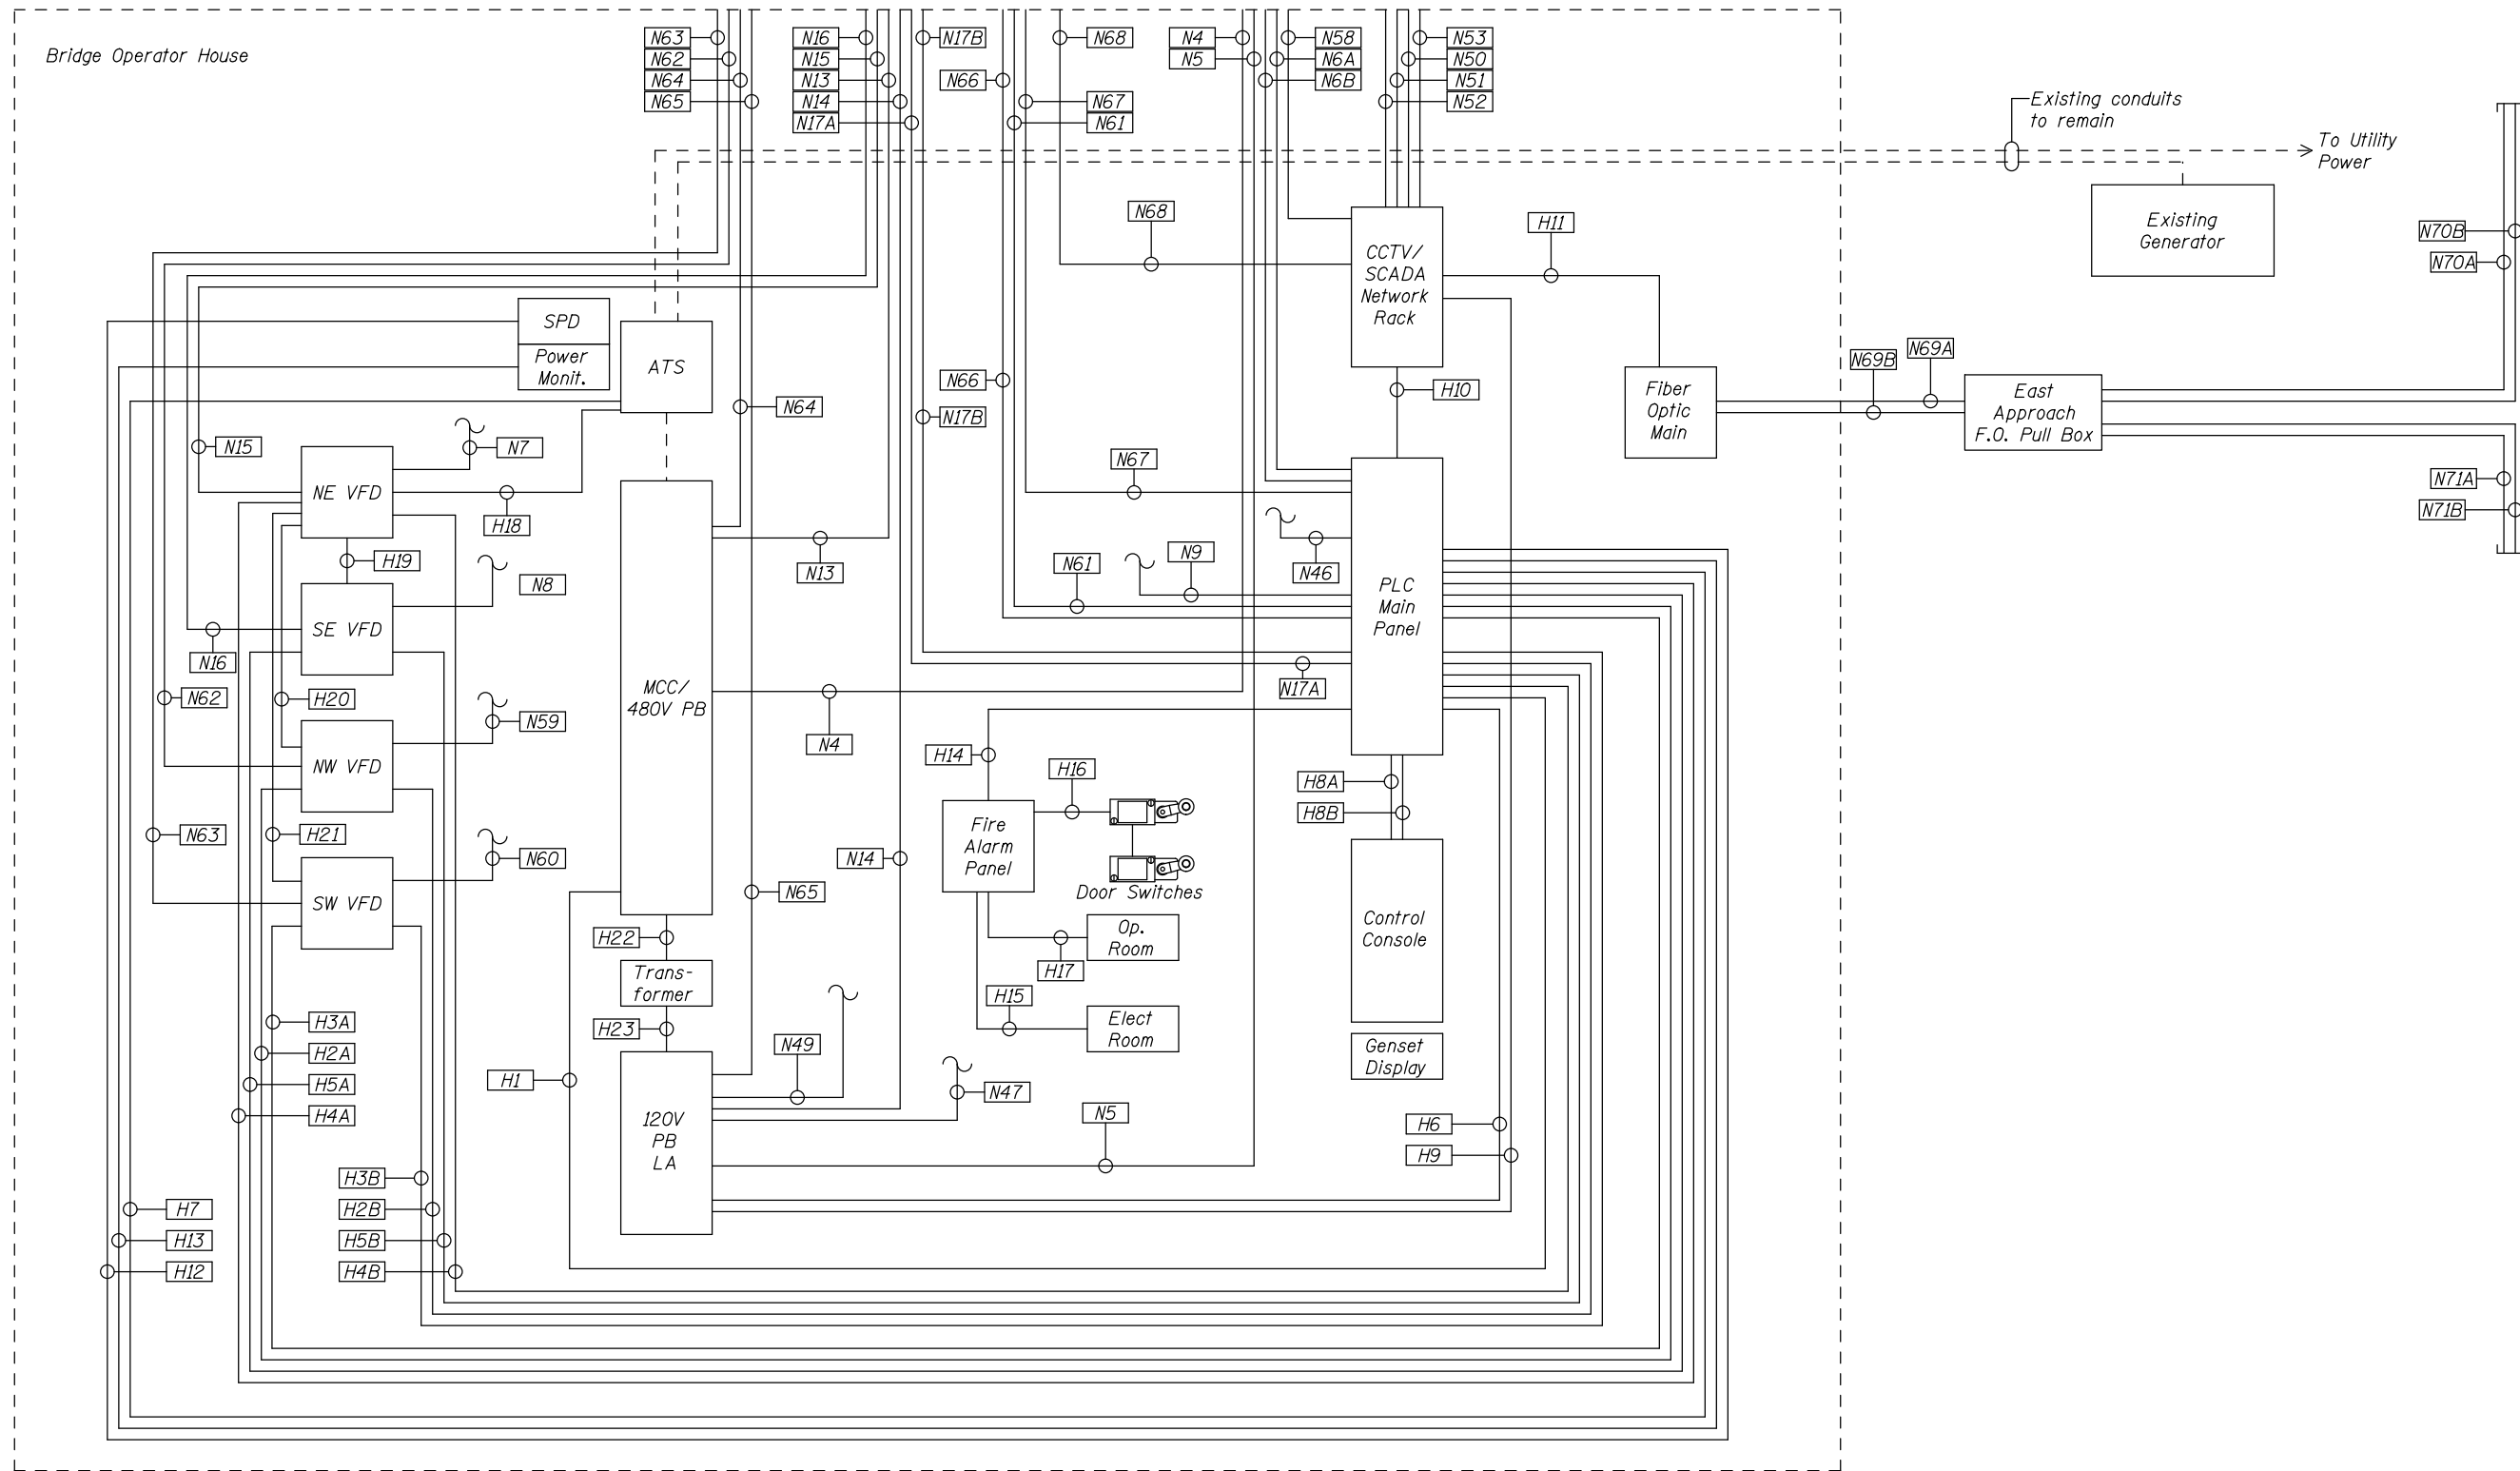 Bridge Operator House
N63
N62
N64
N65
N16
N15
N13
N14
N17A
N17B
N66
N68
N67
N61
N4
N5
N58
N6A
N6B
N53
N50
N51
N52
Existing conduits
to remain
To Utility
Power
Existing
Generator
N70B
N70A
N68
H11
CCTV/
SCADA
Network
Rack
SPD
Power
Monit.
ATS
N64
N66
N17B
H10
Fiber
Optic
Main
N69B
N69A
East
Approach
F.O. Pull Box
N71A
N71B
N15
N7
NE VFD
H18
H19
N8
SE VFD
N16
N62
H20
N59
NW VFD
N63
H21
N60
SW VFD
N13
N67
N61
N9
N46
PLC
Main
Panel
N17A
MCC/
480V PB
N4
H14
H16
H8A
H8B
Fire
Alarm
Panel
Door Switches
N14
N65
Op.
Room
H17
H15
Elect
Room
Control
Console
Genset
Display
H22
Trans-
former
H23
N49
N47
H1
120V
PB
LA
N5
H6
H9
H3A
H2A
H5A
H4A
H3B
H2B
H5B
H4B
H7
H13
H12